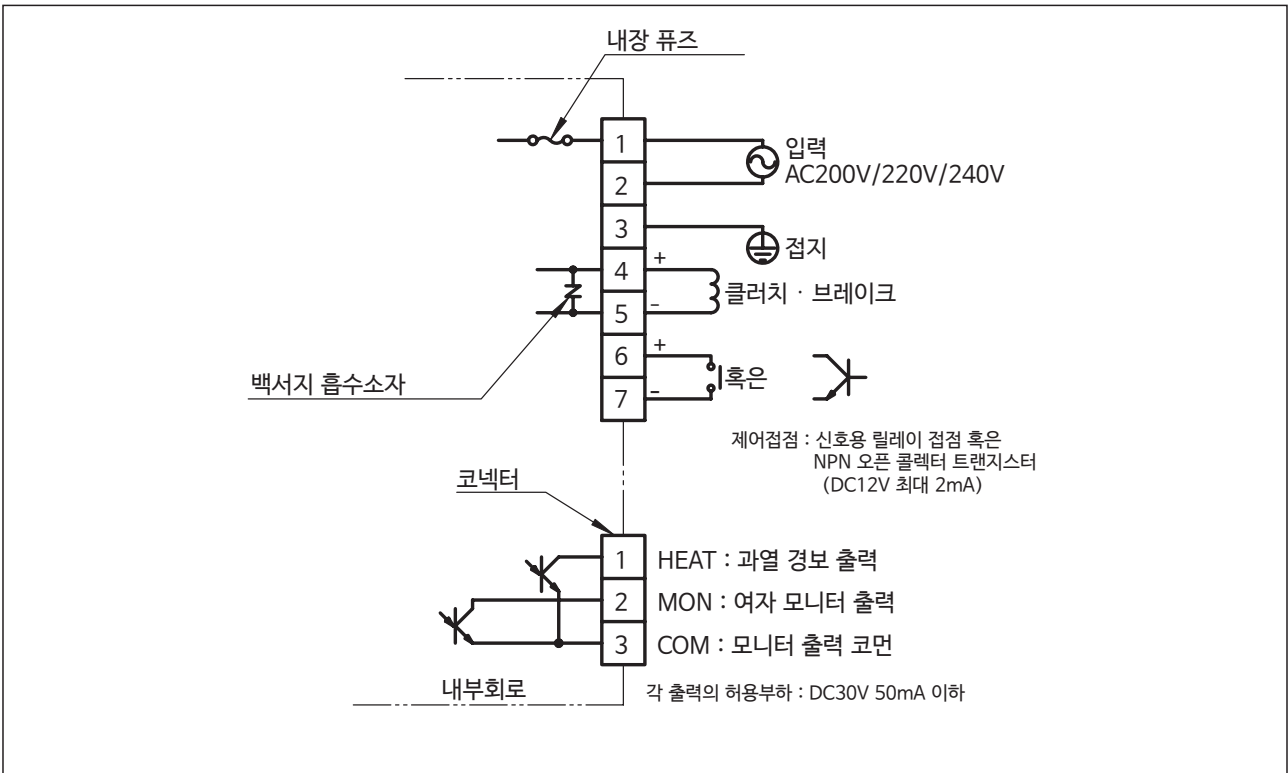 내장 퓨즈
1
입력
AC200V/220V/240V
2
3
접지
4
+
클러치 · 브레이크
5
-
6
+
혹은
7
-
백서지 흡수소자
제어접점 : 신호용 릴레이 접점 혹은
NPN 오픈 콜렉터 트랜지스터
(DC12V 최대 2mA)
코넥터
1
HEAT : 과열 경보 출력
2
MON : 여자 모니터 출력
3
COM : 모니터 출력 코먼
내부회로
각 출력의 허용부하 : DC30V 50mA 이하